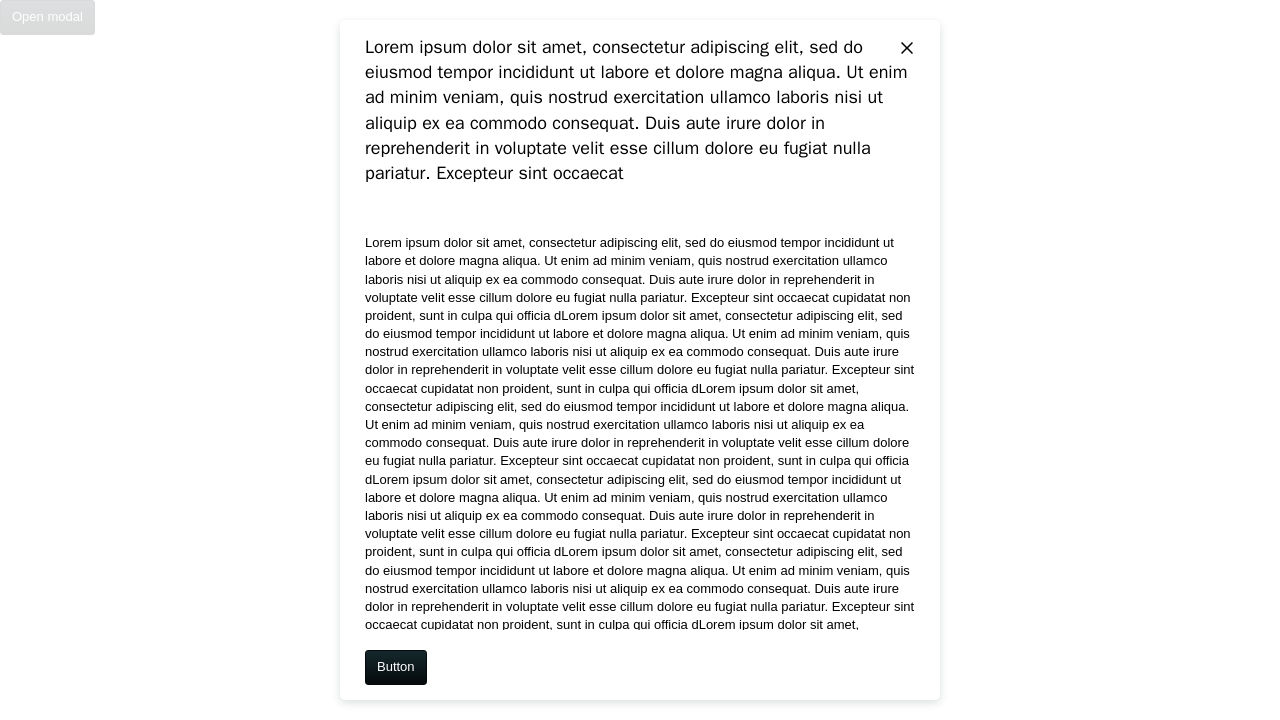 Open modal
Lorem ipsum dolor sit amet, consectetur adipiscing elit, sed do
eiusmod tempor incididunt ut labore et dolore magna aliqua. Ut enim
ad minim veniam, quis nostrud exercitation ullamco laboris nisi ut
aliquip ex ea commodo consequat. Duis aute irure dolor in
reprehenderit in voluptate velit esse cillum dolore eu fugiat nulla
pariatur. Excepteur sint occaecat
Lorem ipsum dolor sit amet, consectetur adipiscing elit, sed do eiusmod tempor incididunt ut
labore et dolore magna aliqua. Ut enim ad minim veniam, quis nostrud exercitation ullamco
laboris nisi ut aliquip ex ea commodo consequat. Duis aute irure dolor in reprehenderit in
voluptate velit esse cillum dolore eu fugiat nulla pariatur. Excepteur sint occaecat cupidatat non
proident, sunt in culpa qui officia dLorem ipsum dolor sit amet, consectetur adipiscing elit, sed
do eiusmod tempor incididunt ut labore et dolore magna aliqua. Ut enim ad minim veniam, quis
nostrud exercitation ullamco laboris nisi ut aliquip ex ea commodo consequat. Duis aute irure
dolor in reprehenderit in voluptate velit esse cillum dolore eu fugiat nulla pariatur. Excepteur sint
occaecat cupidatat non proident, sunt in culpa qui officia dLorem ipsum dolor sit amet,
consectetur adipiscing elit, sed do eiusmod tempor incididunt ut labore et dolore magna aliqua.
Ut enim ad minim veniam, quis nostrud exercitation ullamco laboris nisi ut aliquip ex ea
commodo consequat. Duis aute irure dolor in reprehenderit in voluptate velit esse cillum dolore
eu fugiat nulla pariatur. Excepteur sint occaecat cupidatat non proident, sunt in culpa qui officia
dLorem ipsum dolor sit amet, consectetur adipiscing elit, sed do eiusmod tempor incididunt ut
labore et dolore magna aliqua. Ut enim ad minim veniam, quis nostrud exercitation ullamco
laboris nisi ut aliquip ex ea commodo consequat. Duis aute irure dolor in reprehenderit in
voluptate velit esse cillum dolore eu fugiat nulla pariatur. Excepteur sint occaecat cupidatat non
proident, sunt in culpa qui officia dLorem ipsum dolor sit amet, consectetur adipiscing elit, sed
do eiusmod tempor incididunt ut labore et dolore magna aliqua. Ut enim ad minim veniam, quis
nostrud exercitation ullamco laboris nisi ut aliquip ex ea commodo consequat. Duis aute irure
dolor in reprehenderit in voluptate velit esse cillum dolore eu fugiat nulla pariatur. Excepteur sint
occaecat cupidatat non proident, sunt in culpa qui officia dLorem ipsum dolor sit amet,
Button